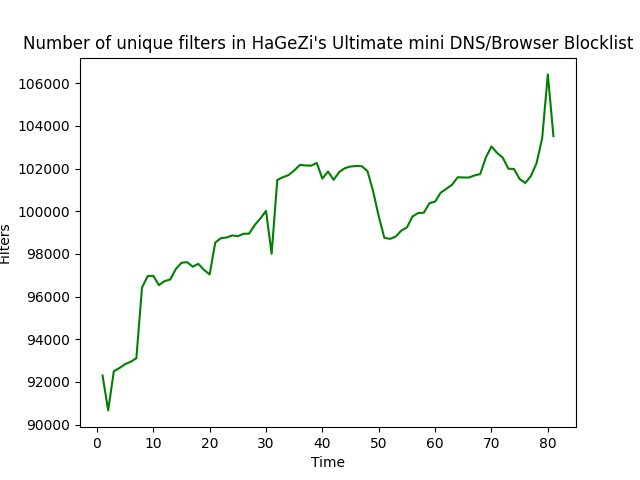 Number of unique filters in HaGeZi's Ultimate mini DNS/Browser Blocklist
106000
104000
102000
100000
98000
96000
94000
92000
90000
Filters
0 10 20 30 40 50 60 70 80
Time